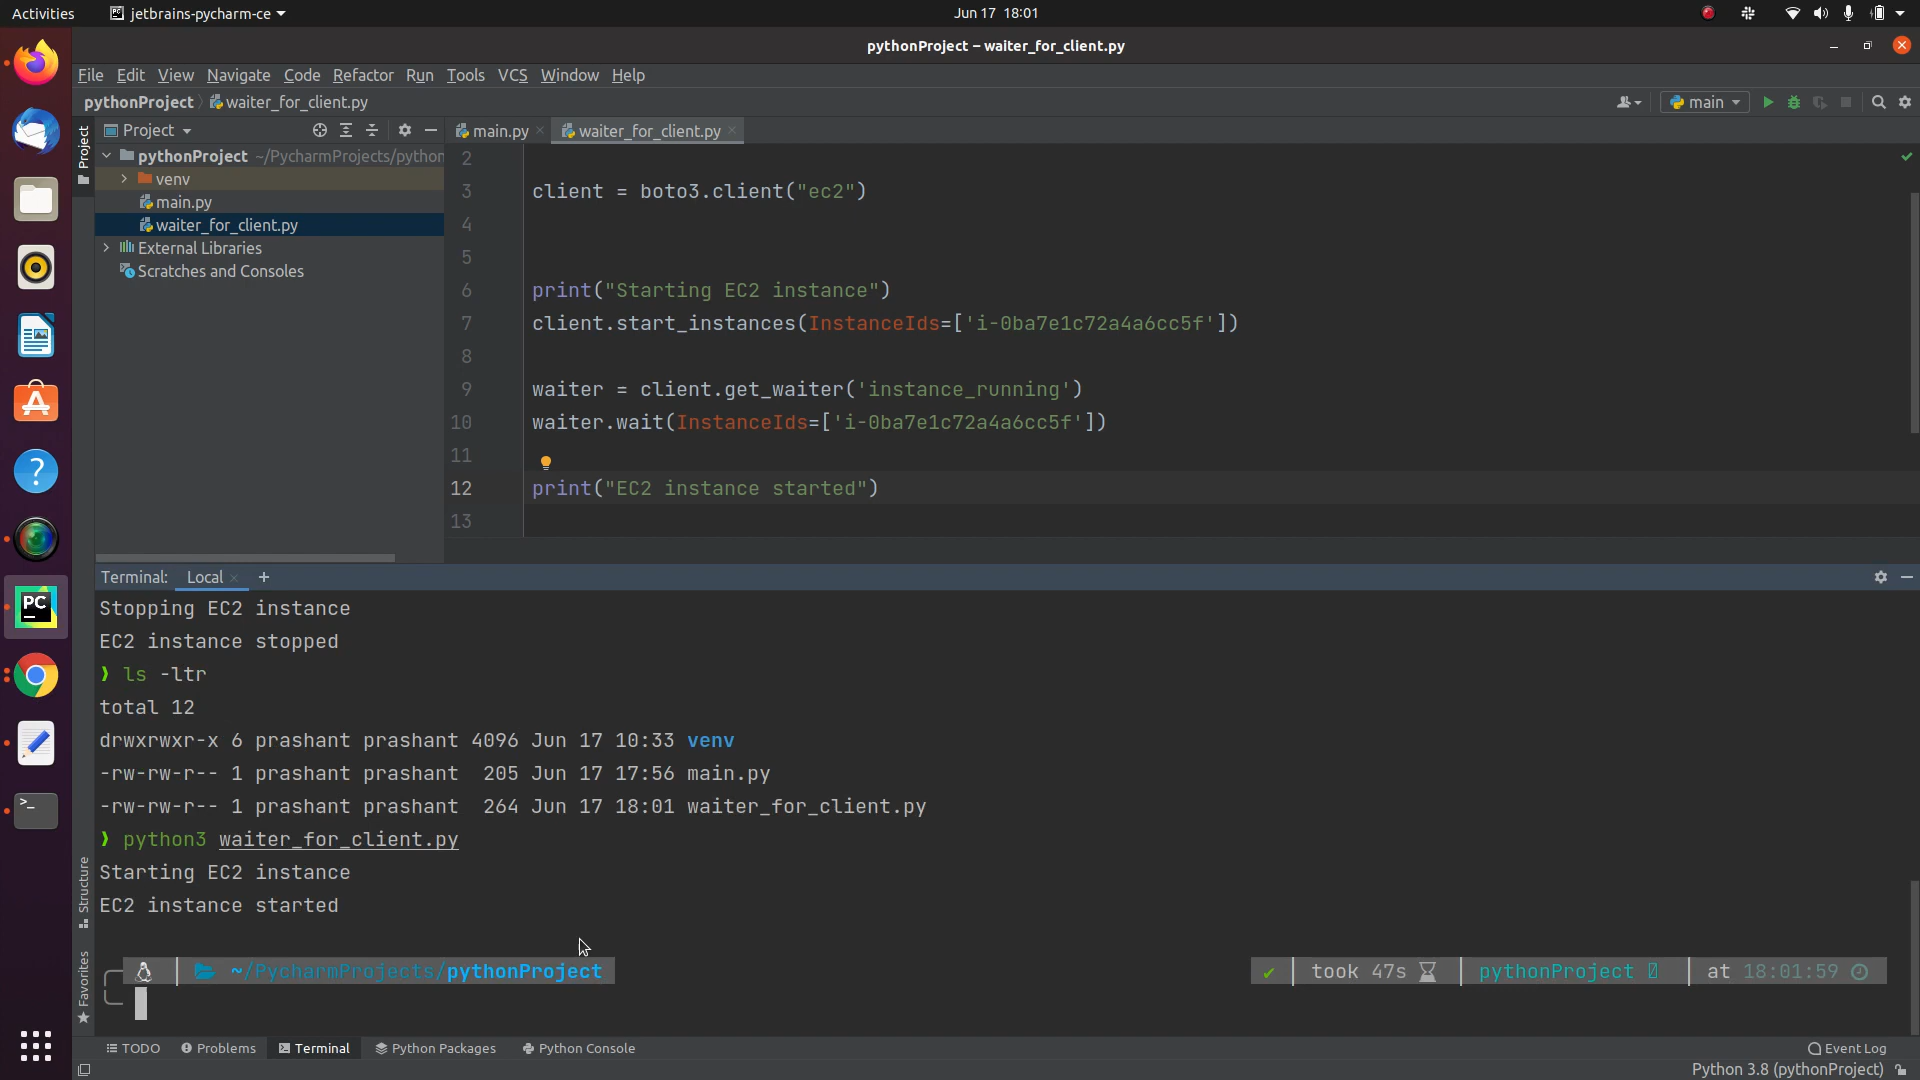 Activities
jetbrains-pycharm-ce
Jun 17 18:01
pythonProject – waiter_for_client.py
File Edit View Navigate Code Refactor Run Tools VCS Window Help
pythonProject waiter_for_client.py
main
Project
main.py
waiter_for_client.py
Project
pythonProject ~/PycharmProjects/python
venv
main.py
waiter_for_client.py
External Libraries
Scratches and Consoles
2
3 client = boto3.client("ec2")
4
5
6 print("Starting EC2 instance")
7 client.start_instances(InstanceIds=['i-0ba7e1c72a4a6cc5f'])
8
9 waiter = client.get_waiter('instance_running')
10 waiter.wait(InstanceIds=['i-0ba7e1c72a4a6cc5f'])
11
12 print("EC2 instance started")
13
Terminal: Local +
Stopping EC2 instance
EC2 instance stopped
❯ ls -ltr
total 12
drwxrwxr-x 6 prashant prashant 4096 Jun 17 10:33 venv
-rw-rw-r-- 1 prashant prashant  205 Jun 17 17:56 main.py
-rw-rw-r-- 1 prashant prashant  264 Jun 17 18:01 waiter_for_client.py
❯ python3 waiter_for_client.py
Starting EC2 instance
EC2 instance started
~/PycharmProjects/pythonProject
✔ took 47s pythonProject at 18:01:59
Structure
Favorites
PC
TODO Problems Terminal Python Packages Python Console
Event Log
Python 3.8 (pythonProject)